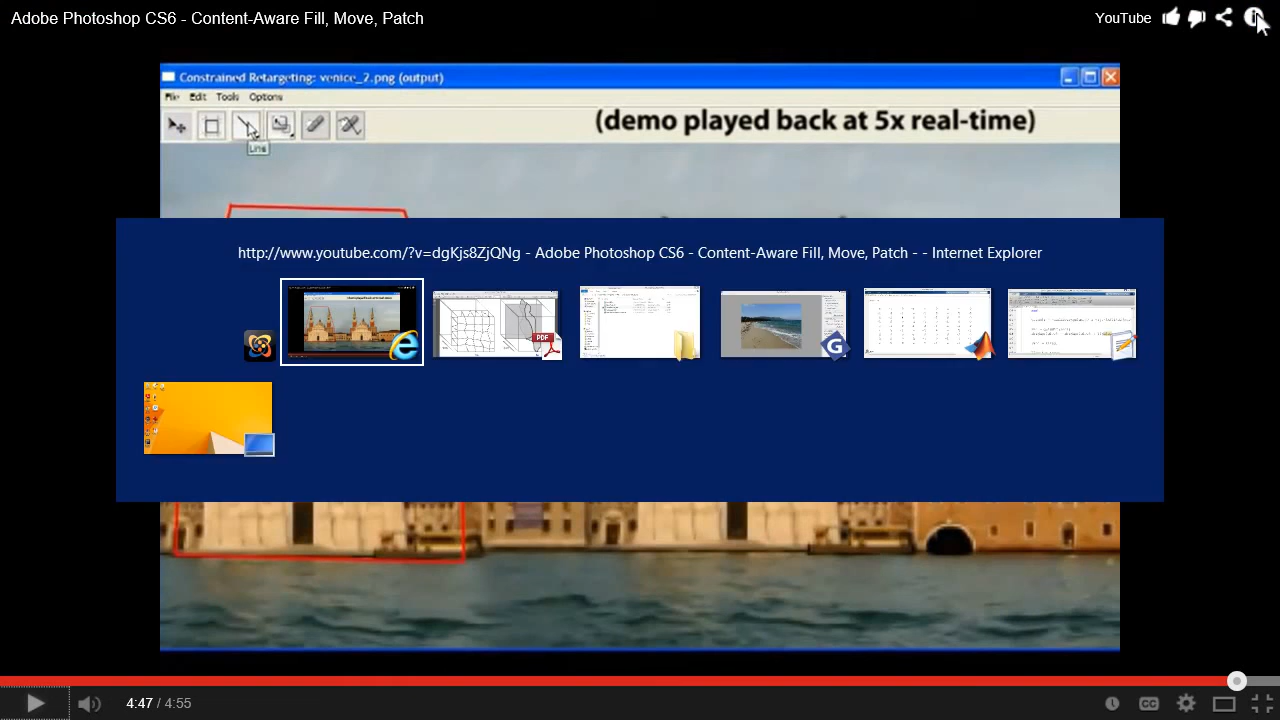 Adobe Photoshop CS6 - Content-Aware Fill, Move, Patch
YouTube
Constrained Retargeting: venice_2.png (output)
File Edit Tools Options
(demo played back at 5x real-time)
Line
http://www.youtube.com/?v=dgKjs8ZjQNg - Adobe Photoshop CS6 - Content-Aware Fill, Move, Patch - - Internet Explorer
PDF
G
4:47 / 4:55
CC